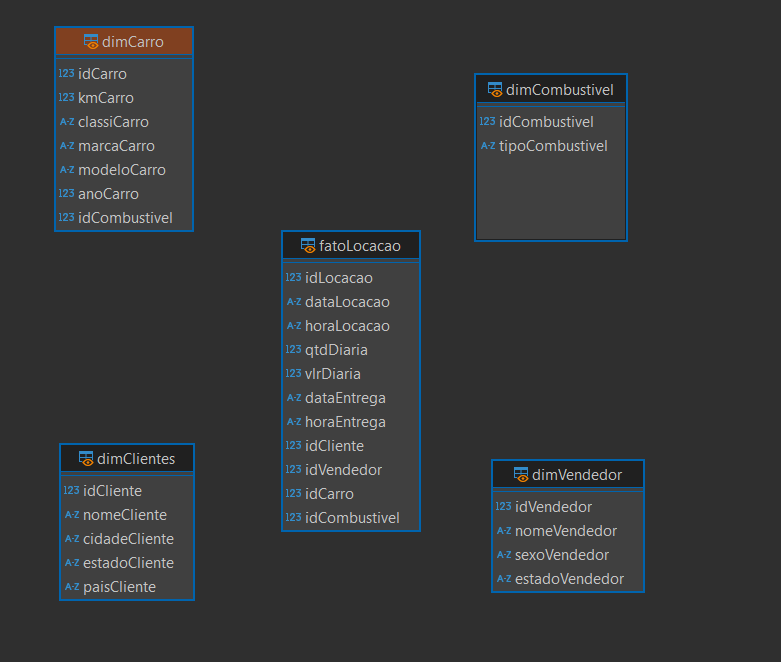 dimCarro
123 idCarro
123 kmCarro
A-Z classiCarro
A-Z marcaCarro
A-Z modeloCarro
123 anoCarro
123 idCombustivel
dimCombustivel
123 idCombustivel
A-Z tipoCombustivel
fatoLocacao
123 idLocacao
A-Z dataLocacao
A-Z horaLocacao
123 qtdDiaria
123 vlrDiaria
A-Z dataEntrega
A-Z horaEntrega
123 idCliente
123 idVendedor
123 idCarro
123 idCombustivel
dimClientes
123 idCliente
A-Z nomeCliente
A-Z cidadeCliente
A-Z estadoCliente
A-Z paisCliente
dimVendedor
123 idVendedor
A-Z nomeVendedor
A-Z sexoVendedor
A-Z estadoVendedor